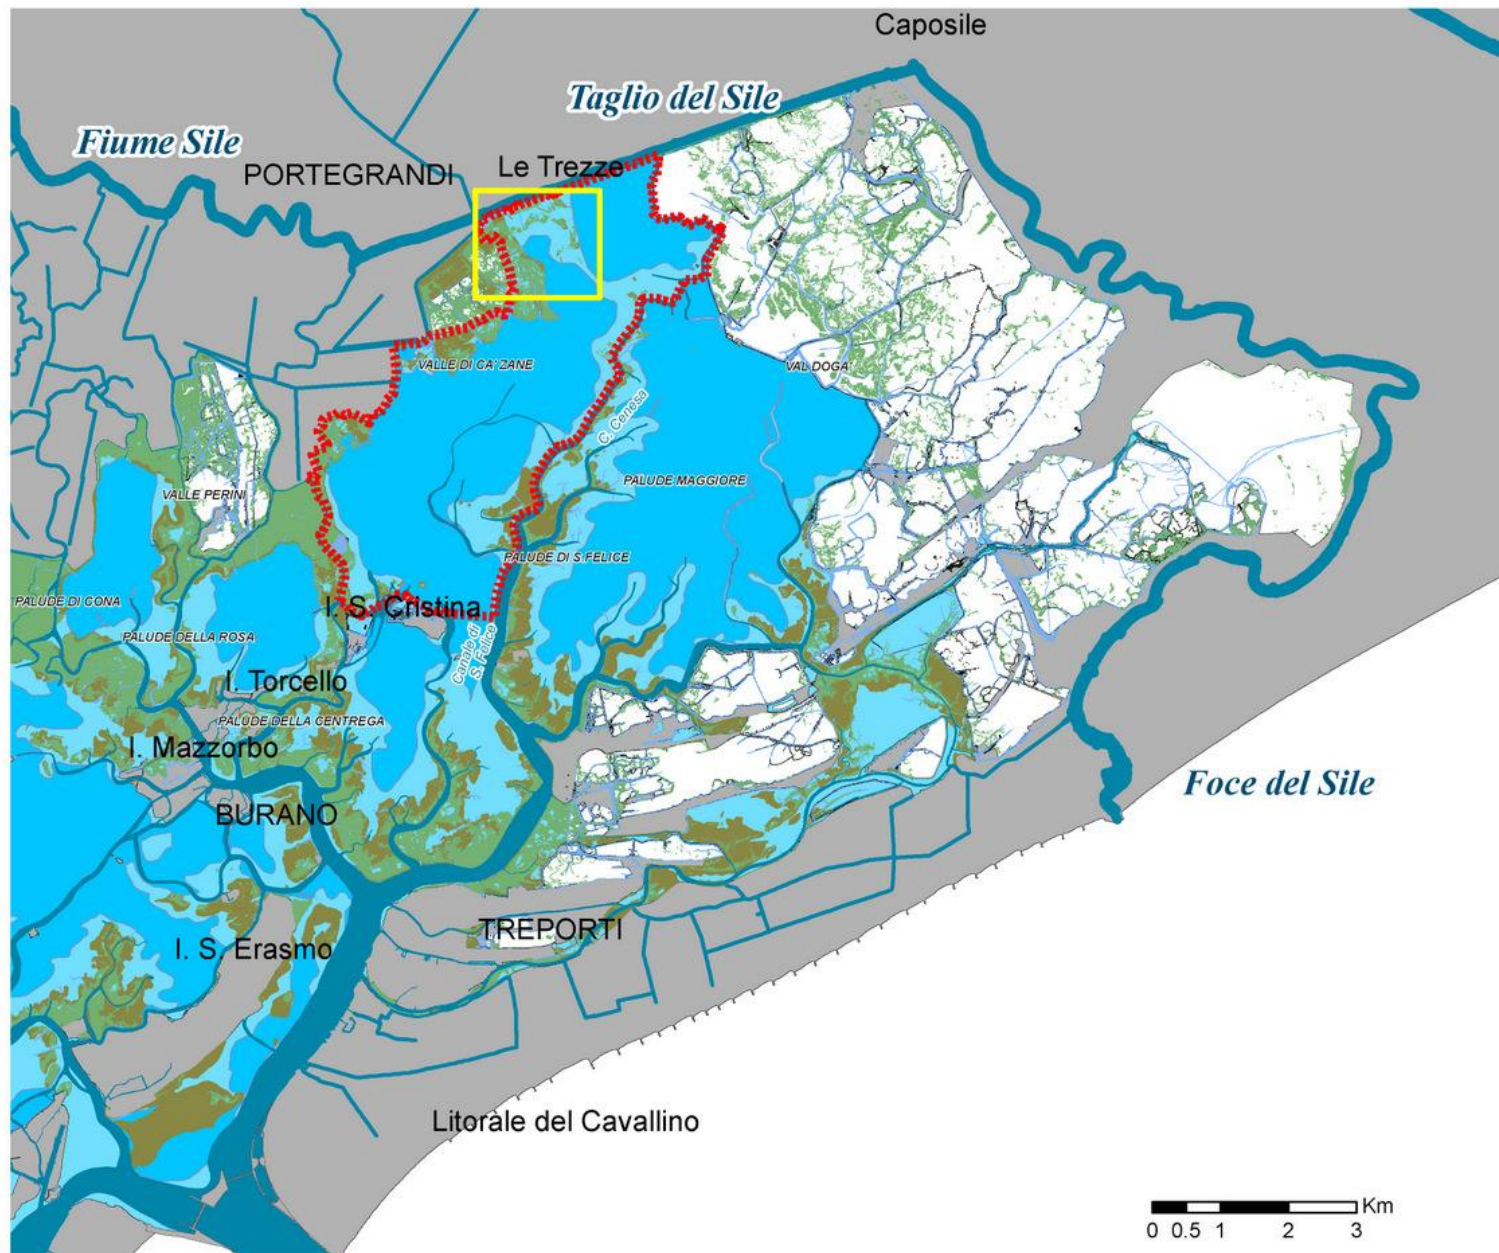 Caposile
Taglio del Sile
Fiume Sile
PORTEGRANDI
Le Trezze
VALLE DI CA' ZANE
VAL DOGA'
C. Cenesa
VALLE PERINI
PALUDE MAGGIORE
PALUDE DI S.FELICE
PALUDE DI CONA
I. S. Cristina
PALUDE DELLA ROSA
Canale di
S. Felice
I. Torcello
PALUDE DELLA CENTREGA
I. Mazzorbo
BURANO
Foce del Sile
TREPORTI
I. S. Erasmo
Litorale del Cavallino
Km
0 0.5 1 2 3